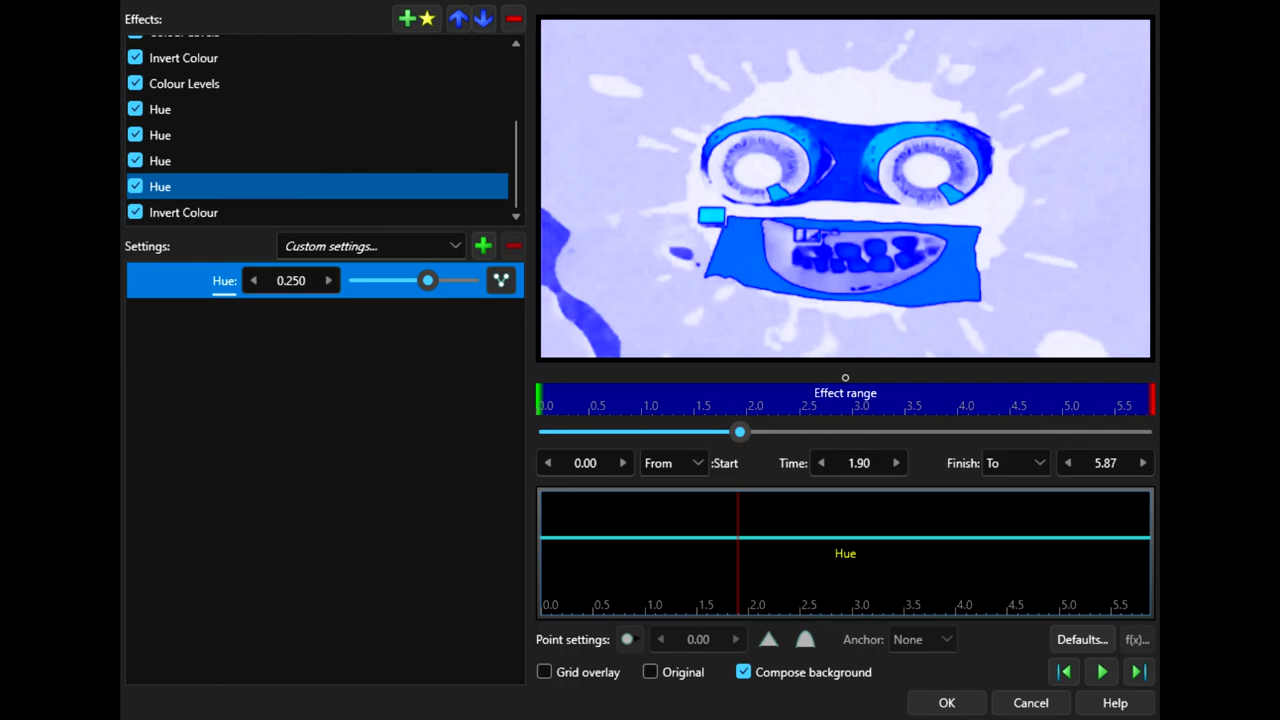 Effects:
Colour Levels
Invert Colour
Colour Levels
Hue
Hue
Hue
Hue
Invert Colour
Settings: Custom settings...
Hue: 0.250
Effect range
0.0 0.5 1.0 1.5 2.0 2.5 3.0 3.5 4.0 4.5 5.0 5.5
0.00 From :Start Time: 1.90 Finish: To 5.87
Hue
0.0 0.5 1.0 1.5 2.0 2.5 3.0 3.5 4.0 4.5 5.0 5.5
Point settings: 0.00 Anchor: None Defaults... f(x)...
Grid overlay Original Compose background
OK Cancel Help